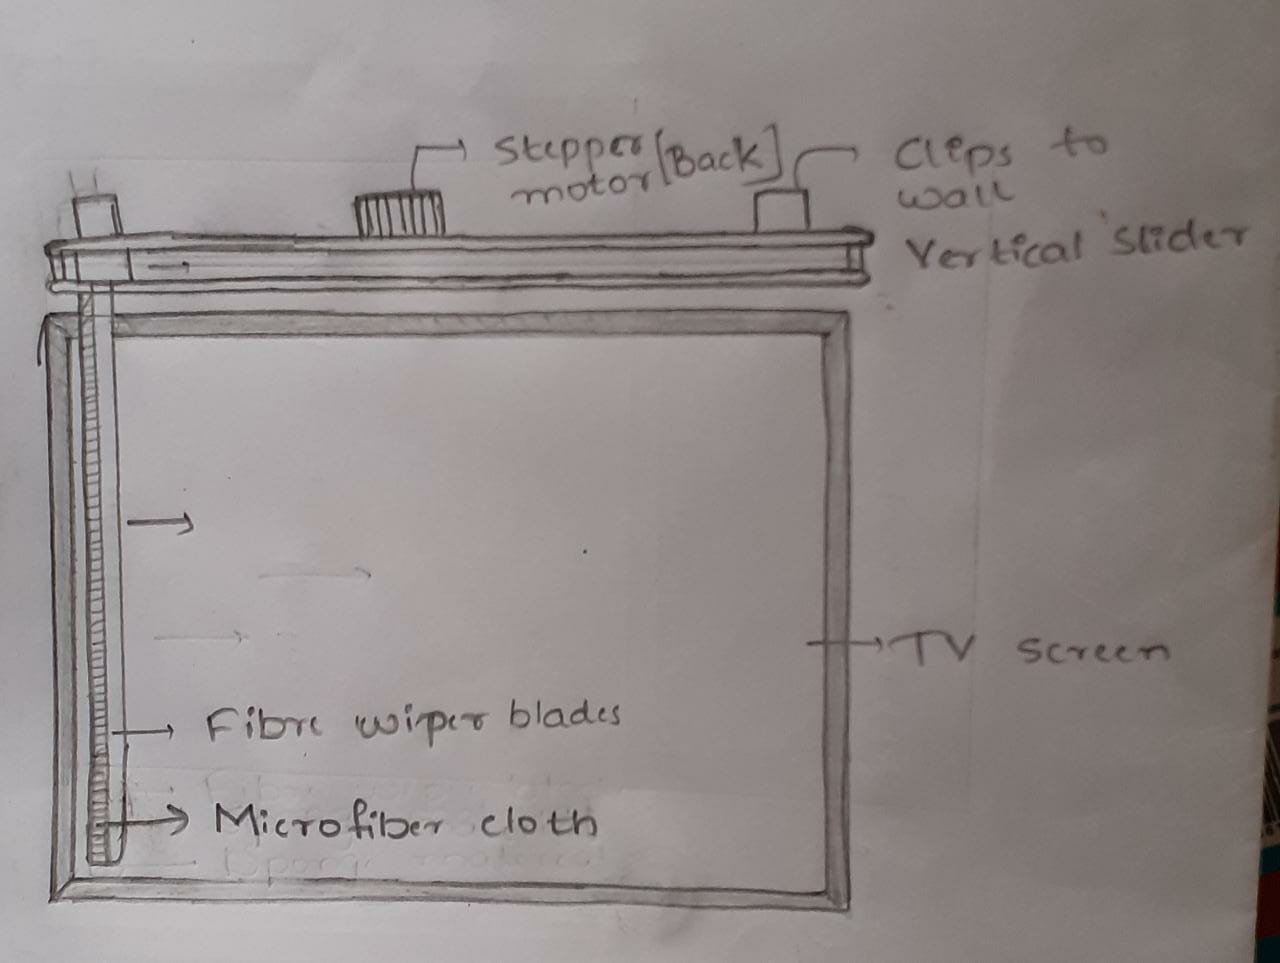 Stepper [Back]
motor
Clips to
wall
Vertical Slider
TV Screen
Fibre wiper blades
Microfiber cloth